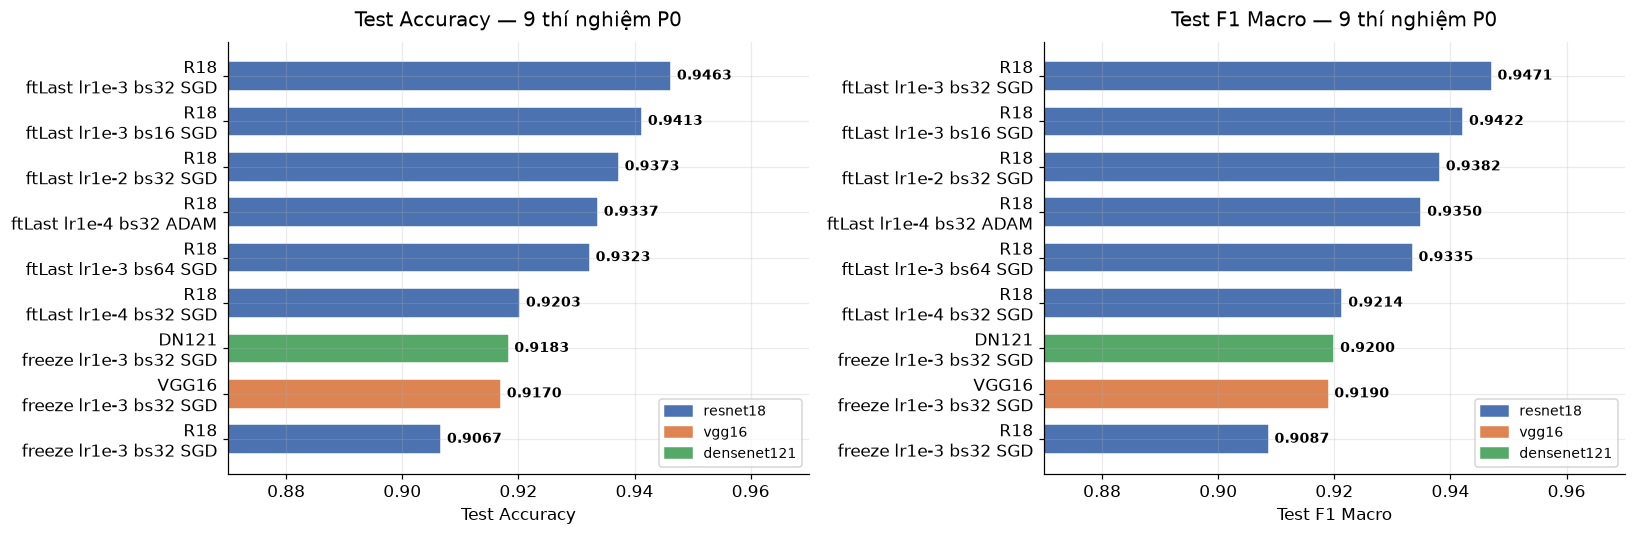 Test Accuracy — 9 thí nghiệm P0
R18
ftLast lr1e-3 bs32 SGD
0.9463
R18
ftLast lr1e-3 bs16 SGD
0.9413
R18
ftLast lr1e-2 bs32 SGD
0.9373
R18
ftLast lr1e-4 bs32 ADAM
0.9337
R18
ftLast lr1e-3 bs64 SGD
0.9323
R18
ftLast lr1e-4 bs32 SGD
0.9203
DN121
freeze lr1e-3 bs32 SGD
0.9183
VGG16
freeze lr1e-3 bs32 SGD
0.9170
R18
freeze lr1e-3 bs32 SGD
0.9067
resnet18
vgg16
densenet121
0.88 0.90 0.92 0.94 0.96
Test Accuracy
Test F1 Macro — 9 thí nghiệm P0
R18
ftLast lr1e-3 bs32 SGD
0.9471
R18
ftLast lr1e-3 bs16 SGD
0.9422
R18
ftLast lr1e-2 bs32 SGD
0.9382
R18
ftLast lr1e-4 bs32 ADAM
0.9350
R18
ftLast lr1e-3 bs64 SGD
0.9335
R18
ftLast lr1e-4 bs32 SGD
0.9214
DN121
freeze lr1e-3 bs32 SGD
0.9200
VGG16
freeze lr1e-3 bs32 SGD
0.9190
R18
freeze lr1e-3 bs32 SGD
0.9087
resnet18
vgg16
densenet121
0.88 0.90 0.92 0.94 0.96
Test F1 Macro